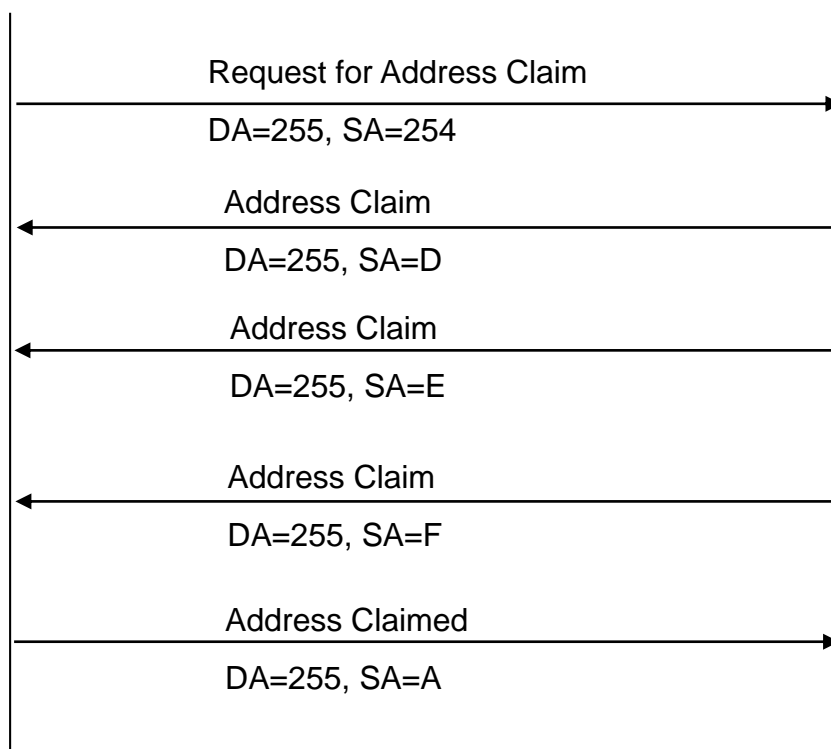 Request for Address Claim
DA=255, SA=254
Address Claim
DA=255, SA=D
Address Claim
DA=255, SA=E
Address Claim
DA=255, SA=F
Address Claimed
DA=255, SA=A